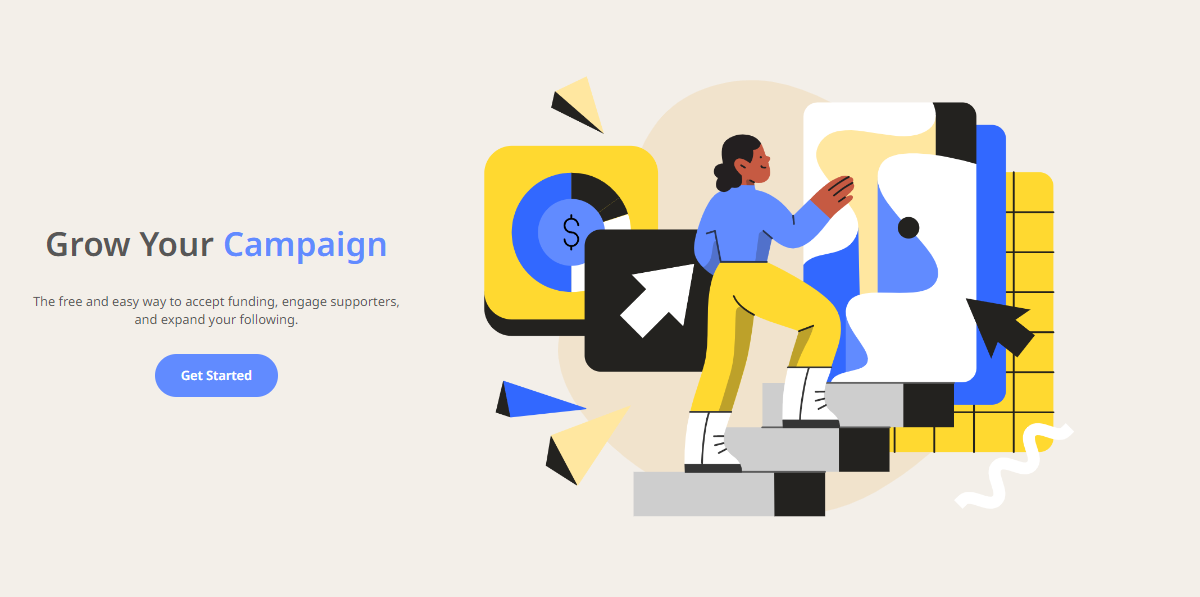 Grow Your Campaign
The free and easy way to accept funding, engage supporters,
and expand your following.
Get Started
$